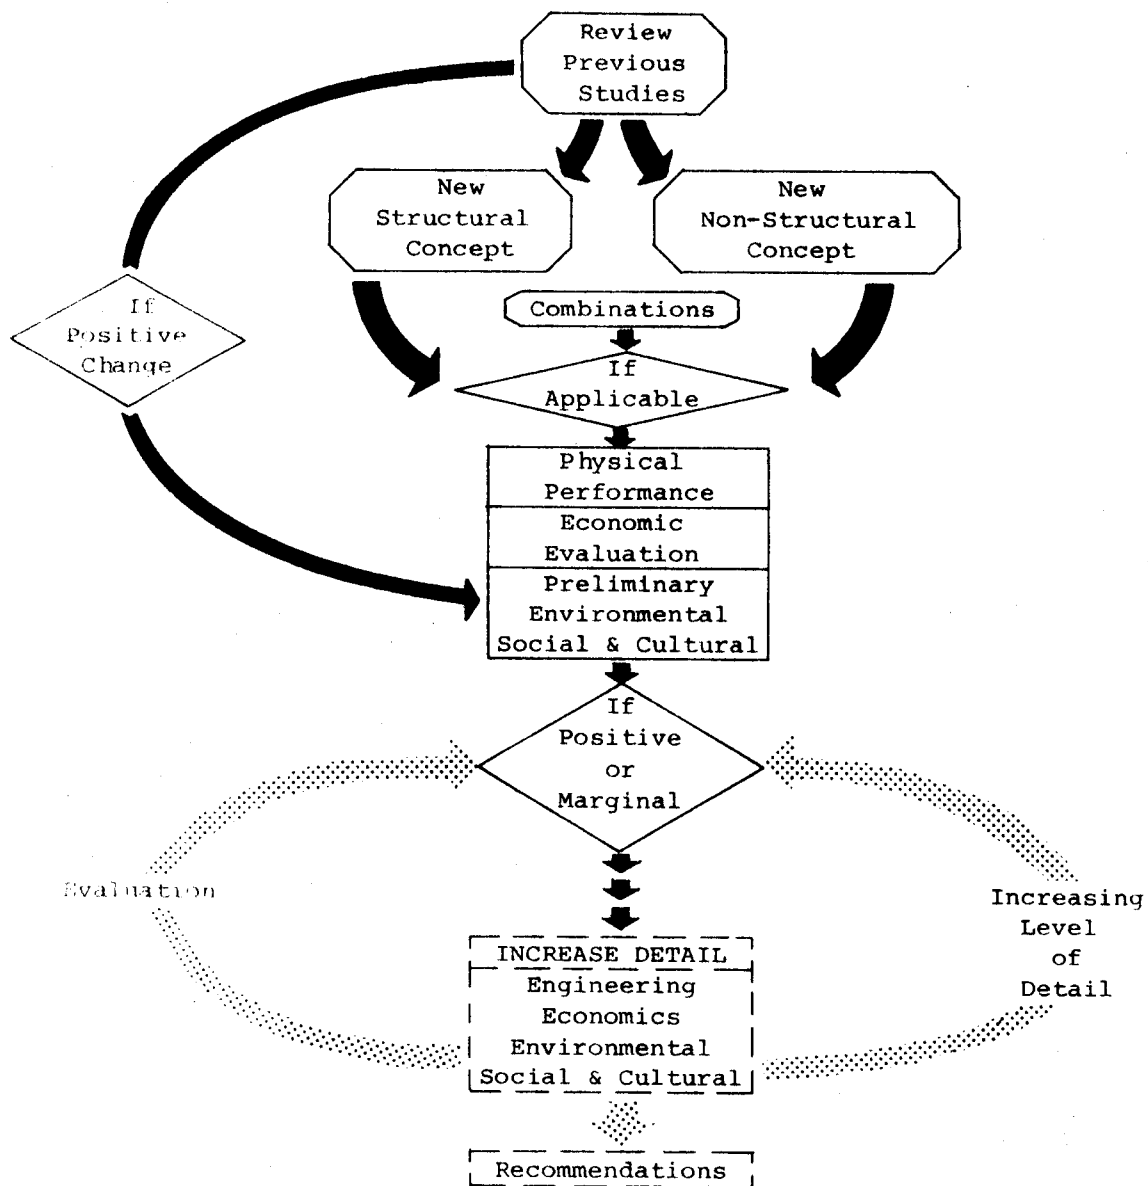 Review
Previous
Studies
New
Structural
Concept
New
Non-Structural
Concept
Combinations
If
Positive
Change
If
Applicable
Physical
Performance
Economic
Evaluation
Preliminary
Environmental
Social & Cultural
If
Positive
or
Marginal
Evaluation
Increasing
Level
of
Detail
INCREASE DETAIL
Engineering
Economics
Environmental
Social & Cultural
Recommendations